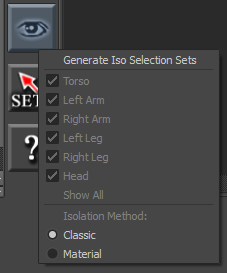 Generate Iso Selection Sets
Torso
Left Arm
Right Arm
SET
Left Leg
Right Leg
?
Head
Show All
Isolation Method:
Classic
Material